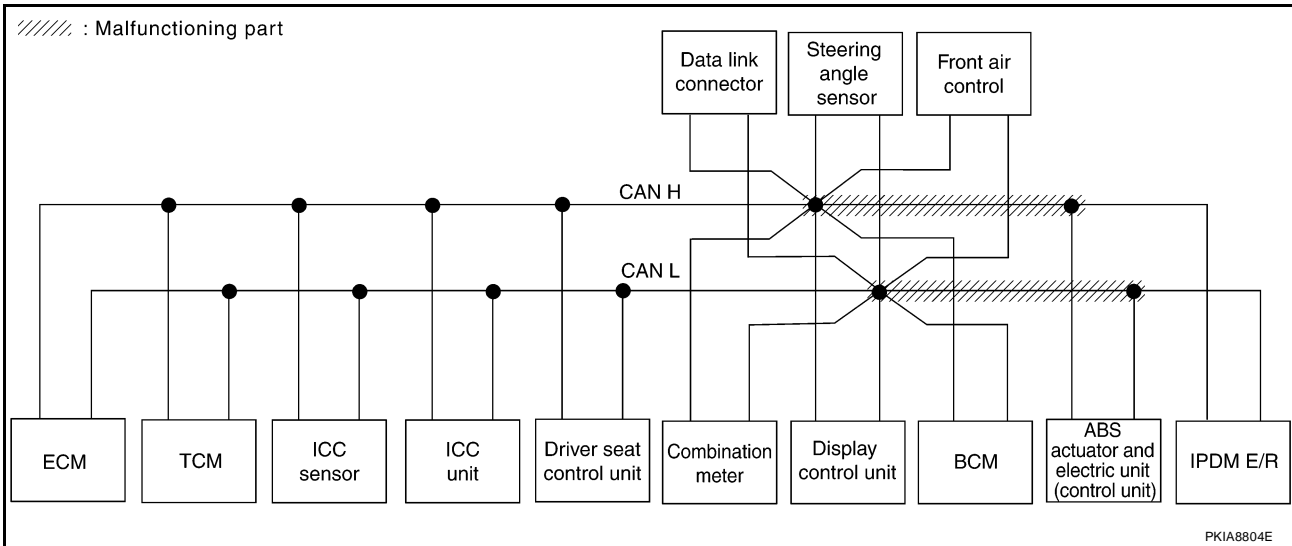 : Malfunctioning part
Data link
connector
Steering
angle
sensor
Front air
control
CAN H
CAN L
ECM
TCM
ICC
sensor
ICC
unit
Driver seat
control unit
Combination
meter
Display
control unit
BCM
ABS
actuator and
electric unit
(control unit)
IPDM E/R
PKIA8804E